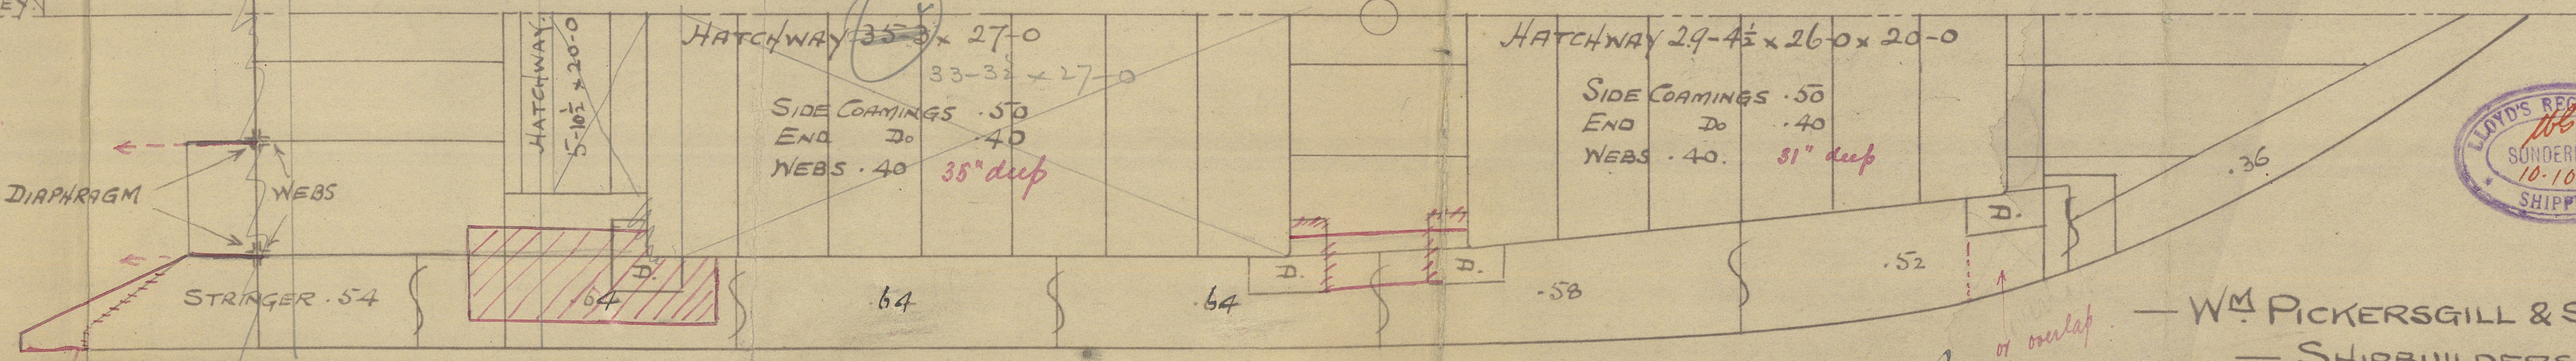 HATCHWAY.
5-10½ x 20-0
HATCHWAY 35-3 x 27-0
33-3½ x 27-0
SIDE COAMINGS .50
END Do .40
WEBS .40 35" deep
HATCHWAY 29-4½ x 26-0 x 20-0
SIDE COAMINGS .50
END Do .40
WEBS .40. 31" deep
DIAPHRAGM
WEBS
STRINGER .54
D.
.64
.64
D.
.64
D.
.58
.52
D.
.36
or overlap
LLOYD'S REG
SUNDER
10.10
SHIPP
— WM. PICKERSGILL & S
— SHIPBUILDERS